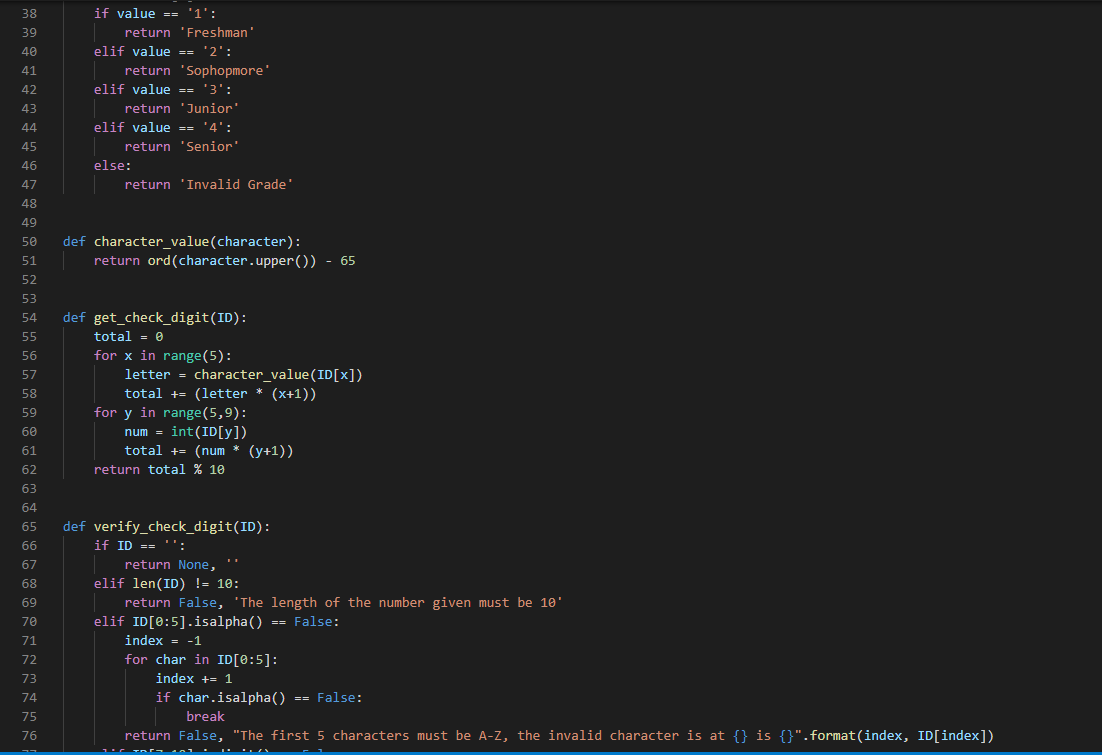 38 if value == '1':
39 return 'Freshman'
40 elif value == '2':
41 return 'Sophopmore'
42 elif value == '3':
43 return 'Junior'
44 elif value == '4':
45 return 'Senior'
46 else:
47 return 'Invalid Grade'
48
49
50 def character_value(character):
51 return ord(character.upper()) - 65
52
53
54 def get_check_digit(ID):
55 total = 0
56 for x in range(5):
57 letter = character_value(ID[x])
58 total += (letter * (x+1))
59 for y in range(5,9):
60 num = int(ID[y])
61 total += (num * (y+1))
62 return total % 10
63
64
65 def verify_check_digit(ID):
66 if ID == '':
67 return None, ''
68 elif len(ID) != 10:
69 return False, 'The length of the number given must be 10'
70 elif ID[0:5].isalpha() == False:
71 index = -1
72 for char in ID[0:5]:
73 index += 1
74 if char.isalpha() == False:
75 break
76 return False, "The first 5 characters must be A-Z, the invalid character is at {} is {}".format(index, ID[index])